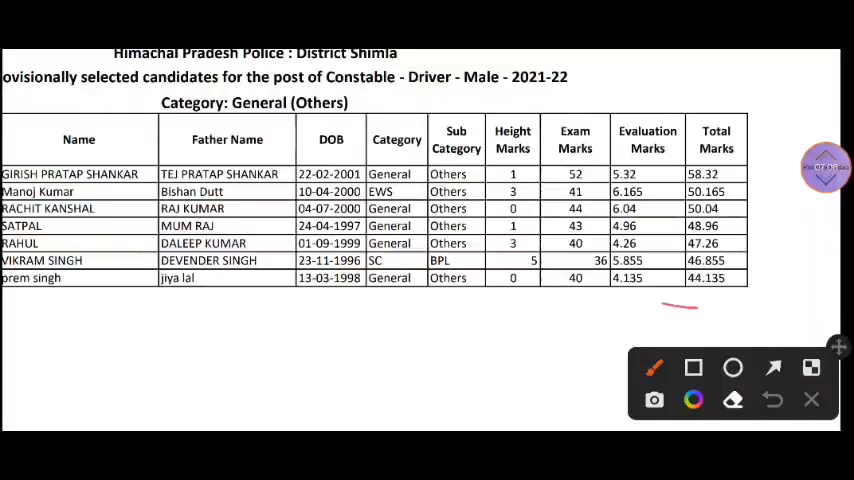 Himachal Pradesh Police : District Shimla
ovisionally selected candidates for the post of Constable - Driver - Male - 2021-22
Category: General (Others)
Name Father Name DOB Category Sub Category Height Marks Exam Marks Evaluation Marks Total Marks
GIRISH PRATAP SHANKAR TEJ PRATAP SHANKAR 22-02-2001 General Others 1 52 5.32 58.32
Manoj Kumar Bishan Dutt 10-04-2000 EWS Others 3 41 6.165 50.165
RACHIT KANSHAL RAJ KUMAR 04-07-2000 General Others 0 44 6.04 50.04
SATPAL MUM RAJ 24-04-1997 General Others 1 43 4.96 48.96
RAHUL DALEEP KUMAR 01-09-1999 General Others 3 40 4.26 47.26
VIKRAM SINGH DEVENDER SINGH 23-11-1996 SC BPL 5 36 5.855 46.855
prem singh jiya lal 13-03-1998 General Others 0 40 4.135 44.135